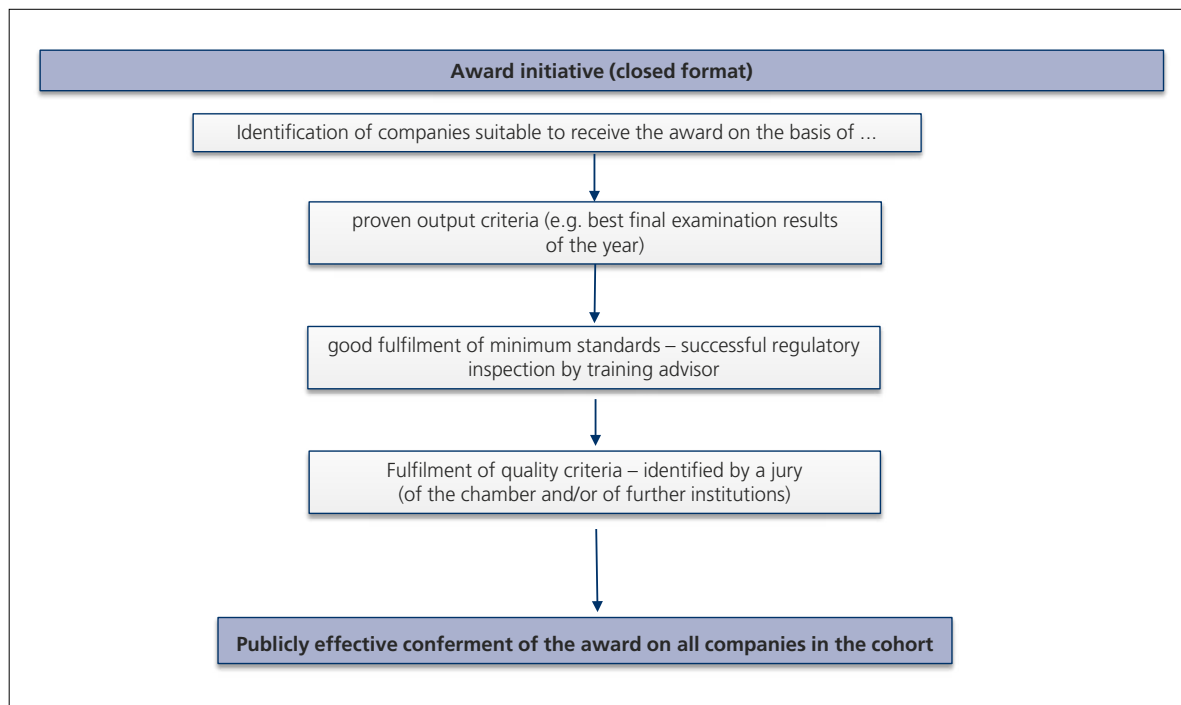 Award initiative (closed format)
Identification of companies suitable to receive the award on the basis of ...
proven output criteria (e.g. best final examination results
of the year)
good fulfilment of minimum standards – successful regulatory
inspection by training advisor
Fulfilment of quality criteria – identified by a jury
(of the chamber and/or of further institutions)
Publicly effective conferment of the award on all companies in the cohort